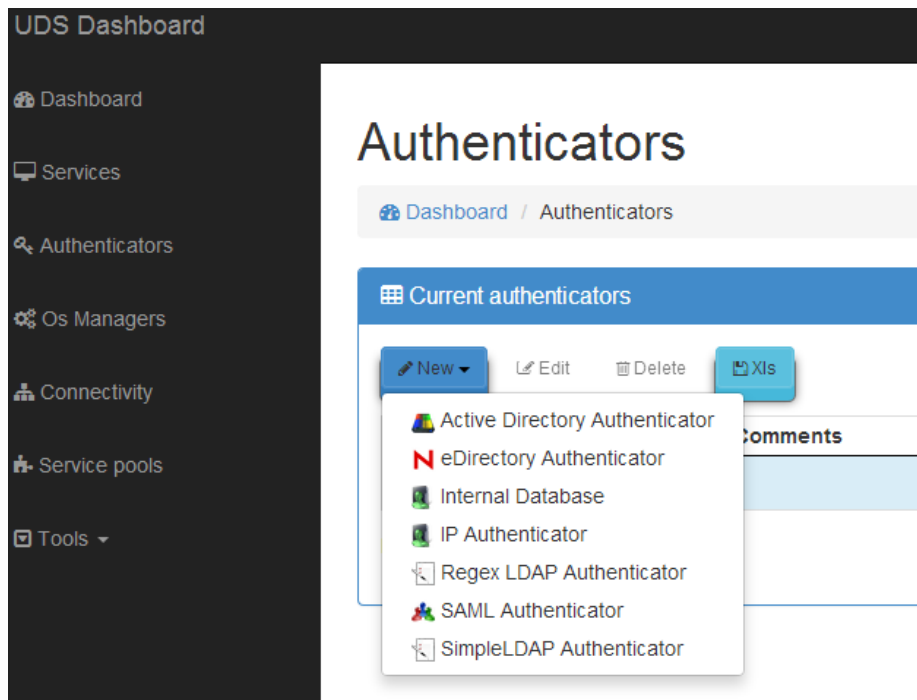 UDS Dashboard
Dashboard
Services
Authenticators
Os Managers
Connectivity
Service pools
Tools
Authenticators
Dashboard / Authenticators
Current authenticators
New Edit Delete Xls
Comments
Active Directory Authenticator
eDirectory Authenticator
Internal Database
IP Authenticator
Regex LDAP Authenticator
SAML Authenticator
SimpleLDAP Authenticator